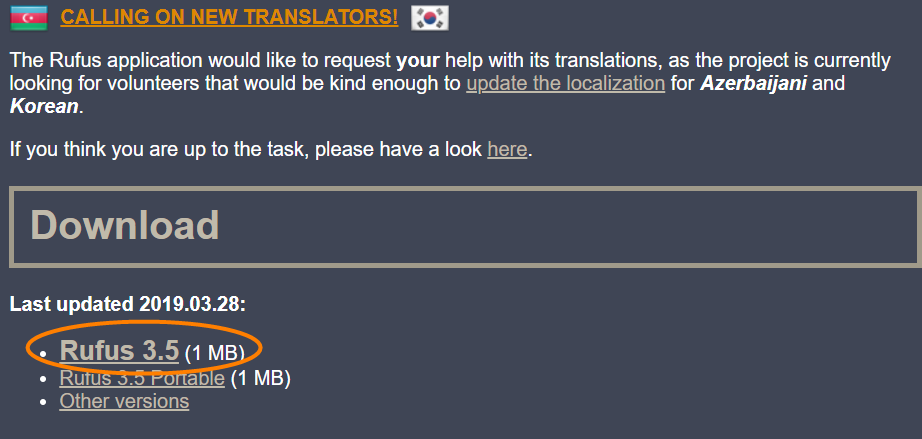 CALLING ON NEW TRANSLATORS!
The Rufus application would like to request your help with its translations, as the project is currently
looking for volunteers that would be kind enough to update the localization for Azerbaijani and
Korean.
If you think you are up to the task, please have a look here.
Download
Last updated 2019.03.28:
• Rufus 3.5 (1 MB)
• Rufus 3.5 Portable (1 MB)
• Other versions